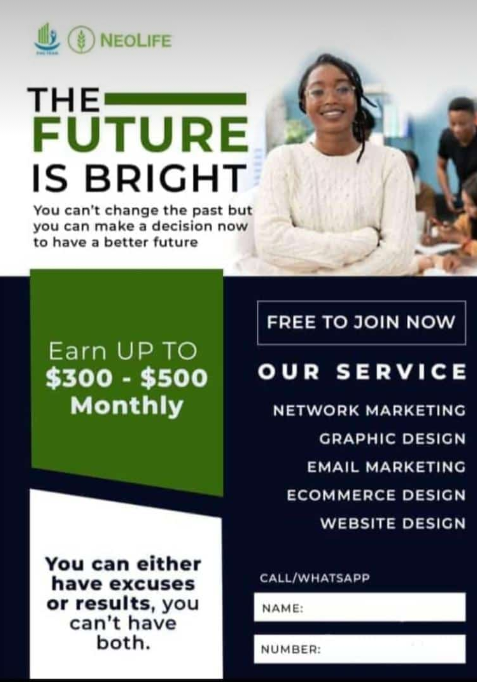 NEOLIFE
THE
FUTURE
IS BRIGHT
You can't change the past but
you can make a decision now
to have a better future
Earn UP TO
$300 - $500
Monthly
You can either
have excuses
or results, you
can't have
both.
FREE TO JOIN NOW
OUR SERVICE
NETWORK MARKETING
GRAPHIC DESIGN
EMAIL MARKETING
ECOMMERCE DESIGN
WEBSITE DESIGN
CALL/WHATSAPP
NAME:
NUMBER: